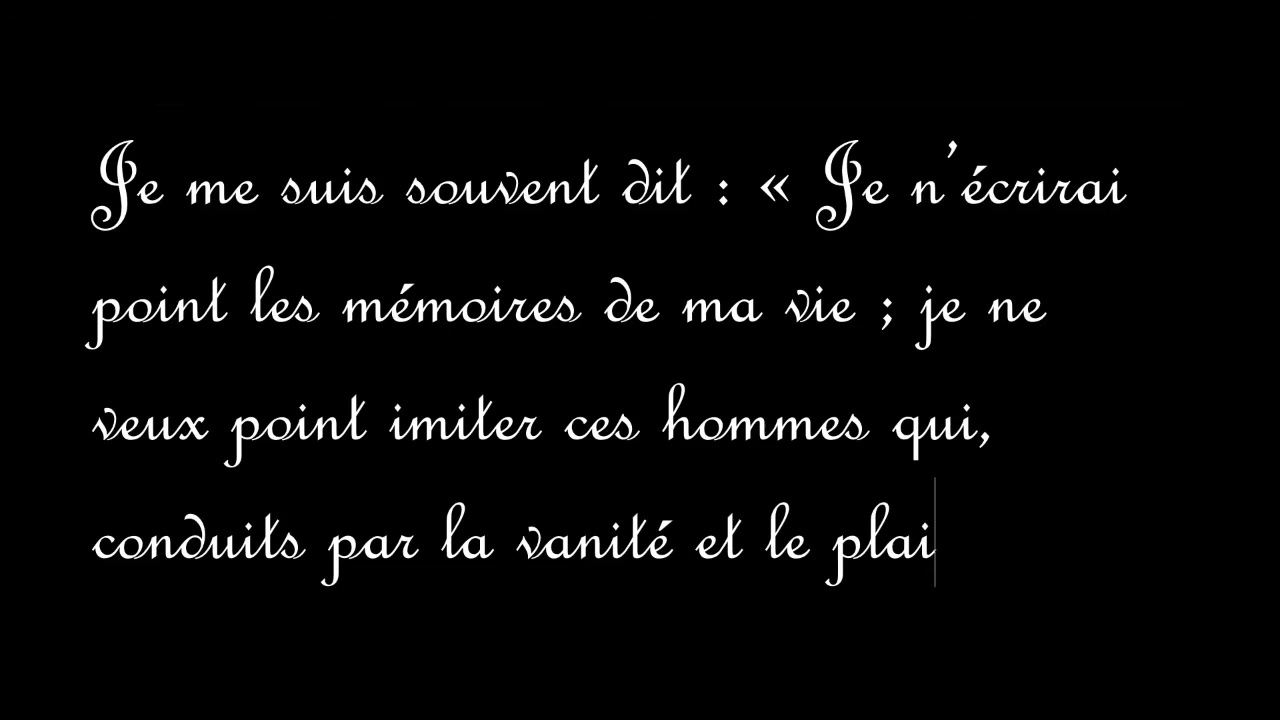 Je me suis souvent dit : « Je n’écrirai
point les mémoires de ma vie ; je ne
veux point imiter ces hommes qui,
conduits par la vanité et le plai